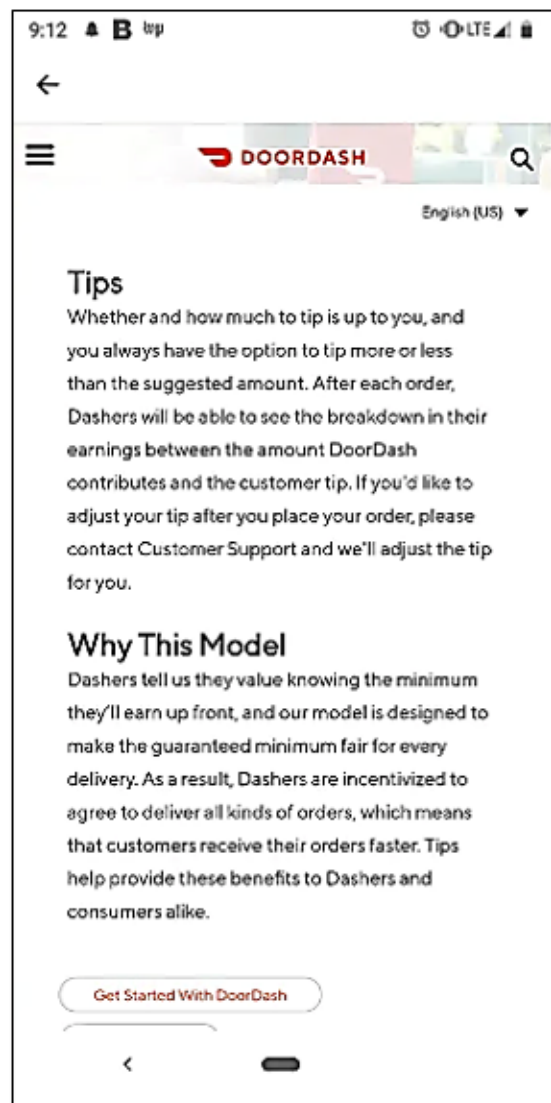 9:12 B LTE
DOORDASH
English (US)
Tips
Whether and how much to tip is up to you, and
you always have the option to tip more or less
than the suggested amount. After each order,
Dashers will be able to see the breakdown in their
earnings between the amount DoorDash
contributes and the customer tip. If you'd like to
adjust your tip after you place your order, please
contact Customer Support and we'll adjust the tip
for you.
Why This Model
Dashers tell us they value knowing the minimum
they'll earn up front, and our model is designed to
make the guaranteed minimum fair for every
delivery. As a result, Dashers are incentivized to
agree to deliver all kinds of orders, which means
that customers receive their orders faster. Tips
help provide these benefits to Dashers and
consumers alike.
Get Started With DoorDash